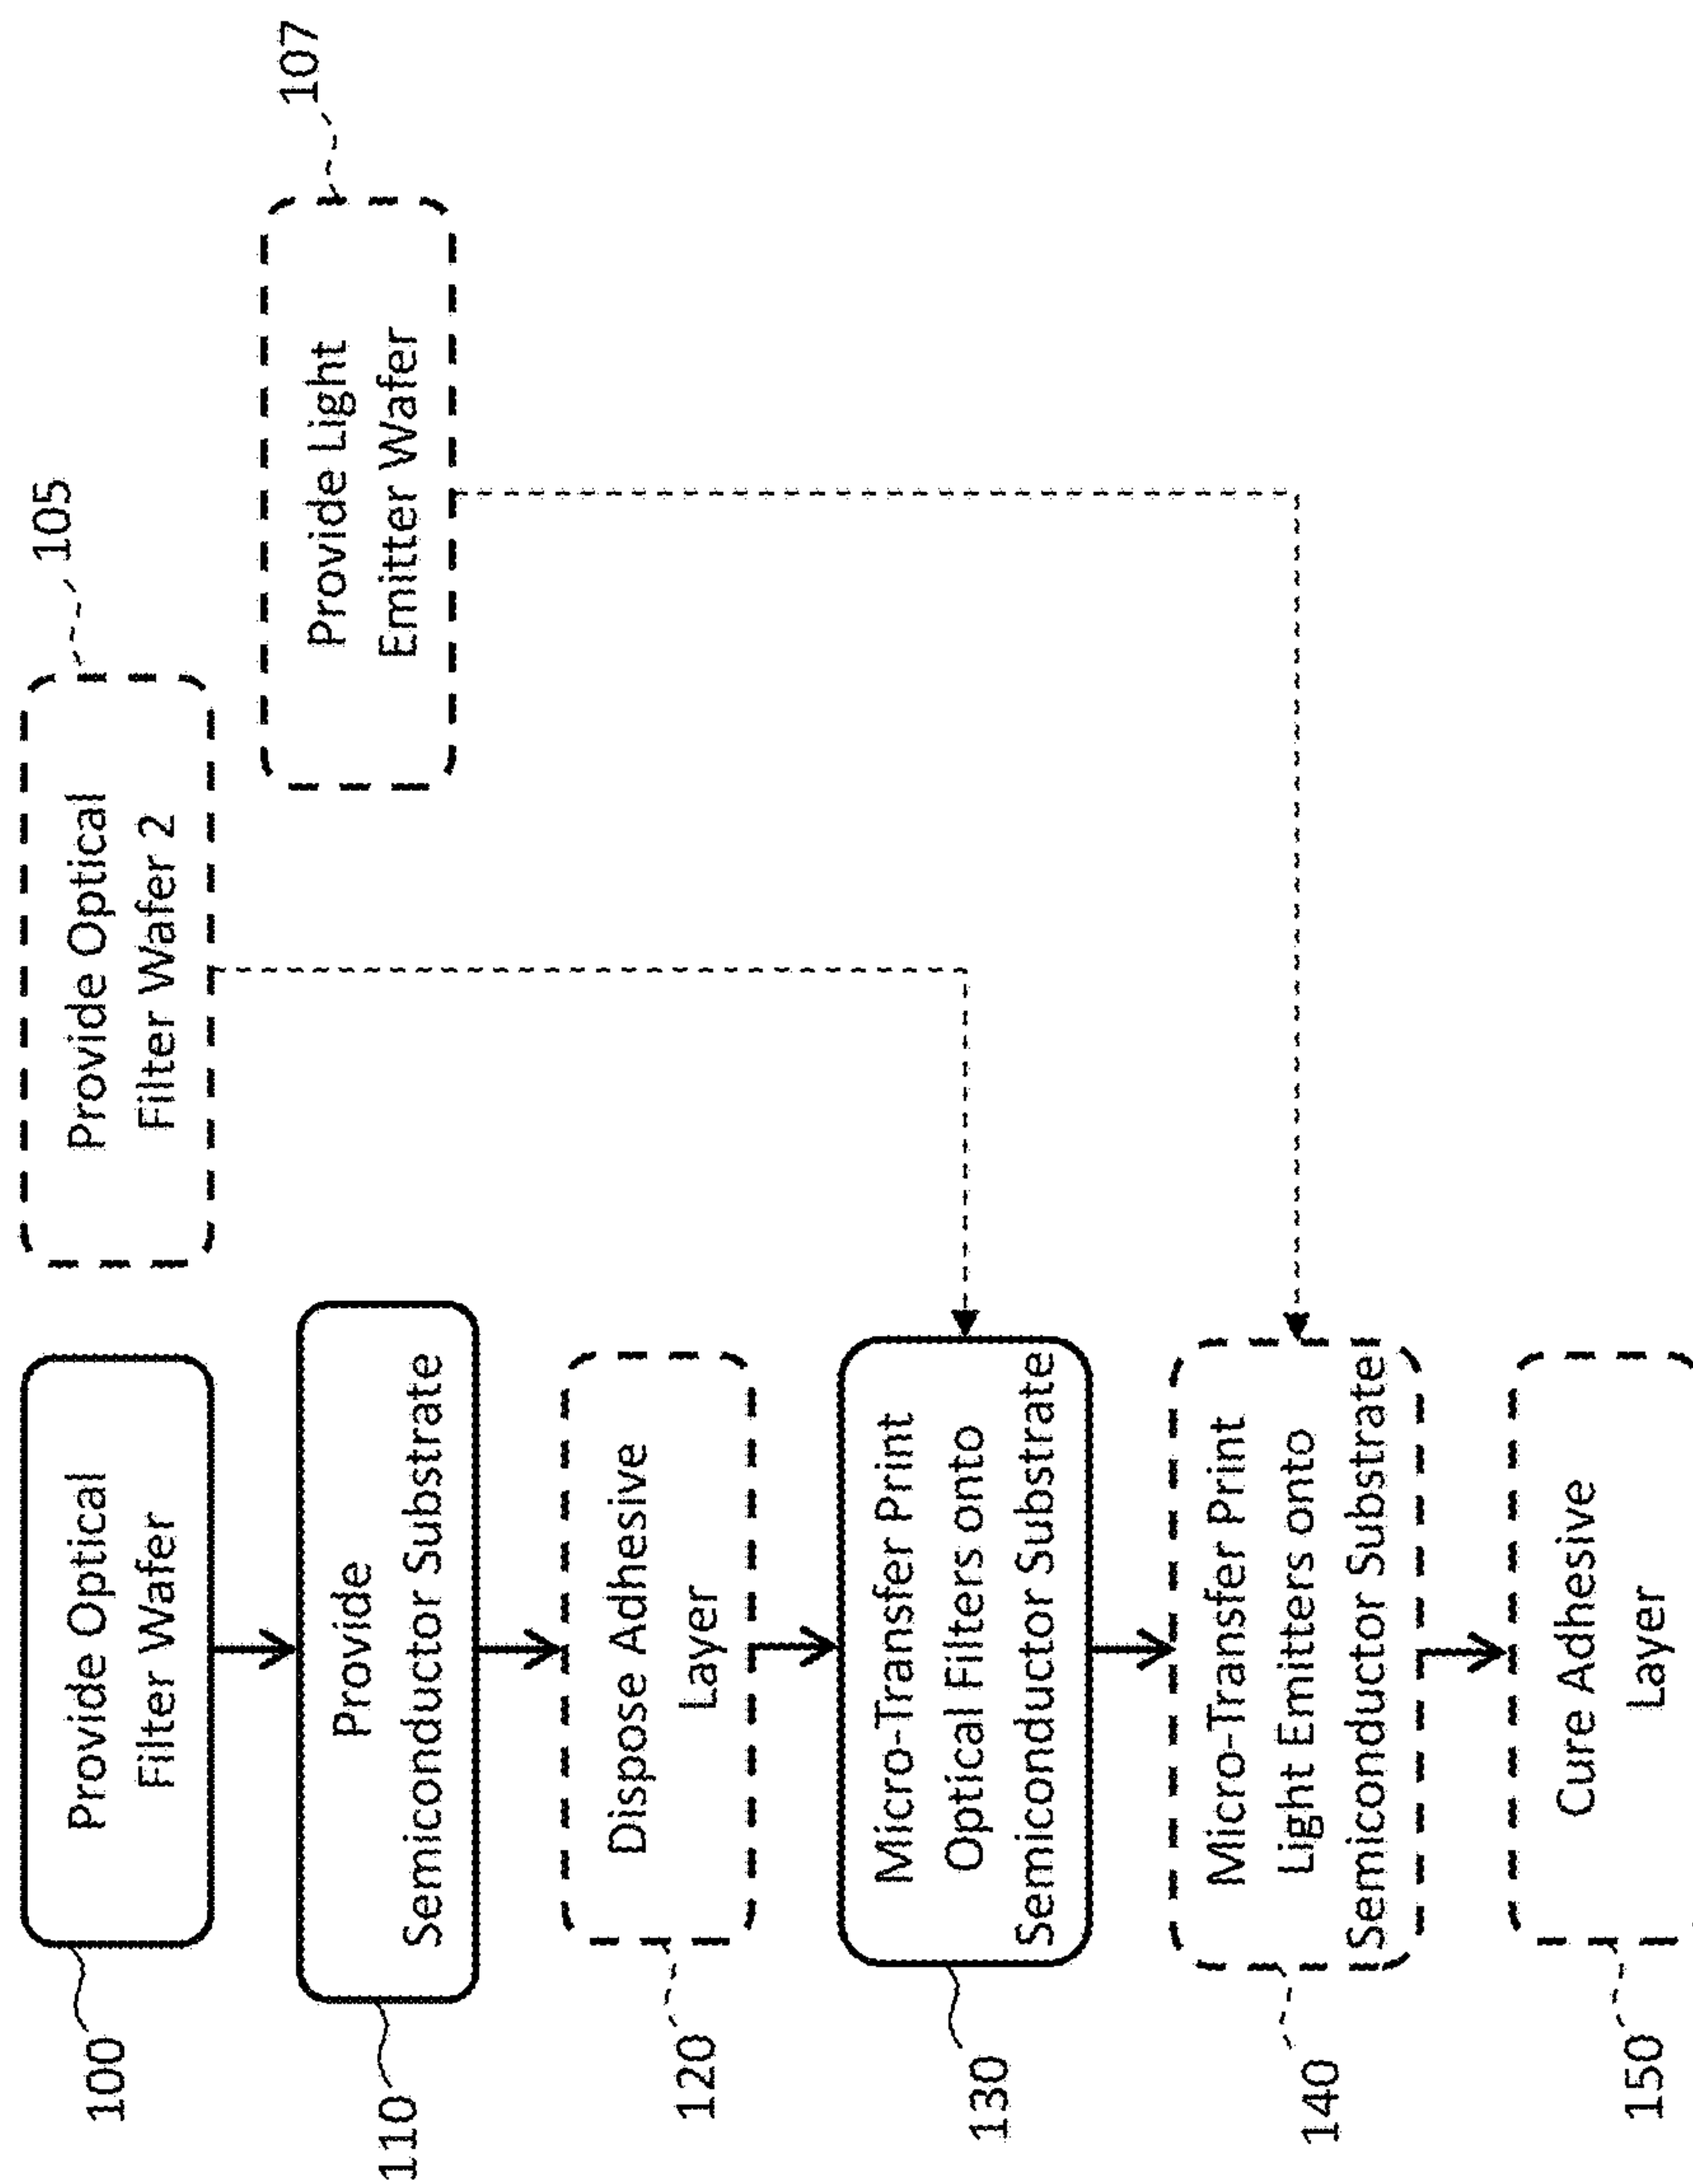 100
Provide Optical
Filter Wafer
Provide Optical
Filter Wafer 2
105
110
Provide
Semiconductor Substrate
Provide Light
Emitter Wafer
107
120
Dispose Adhesive
Layer
130
Micro-Transfer Print
Optical Filters onto
Semiconductor Substrate
140
Micro-Transfer Print
Light Emitters onto
Semiconductor Substrate
150
Cure Adhesive
Layer